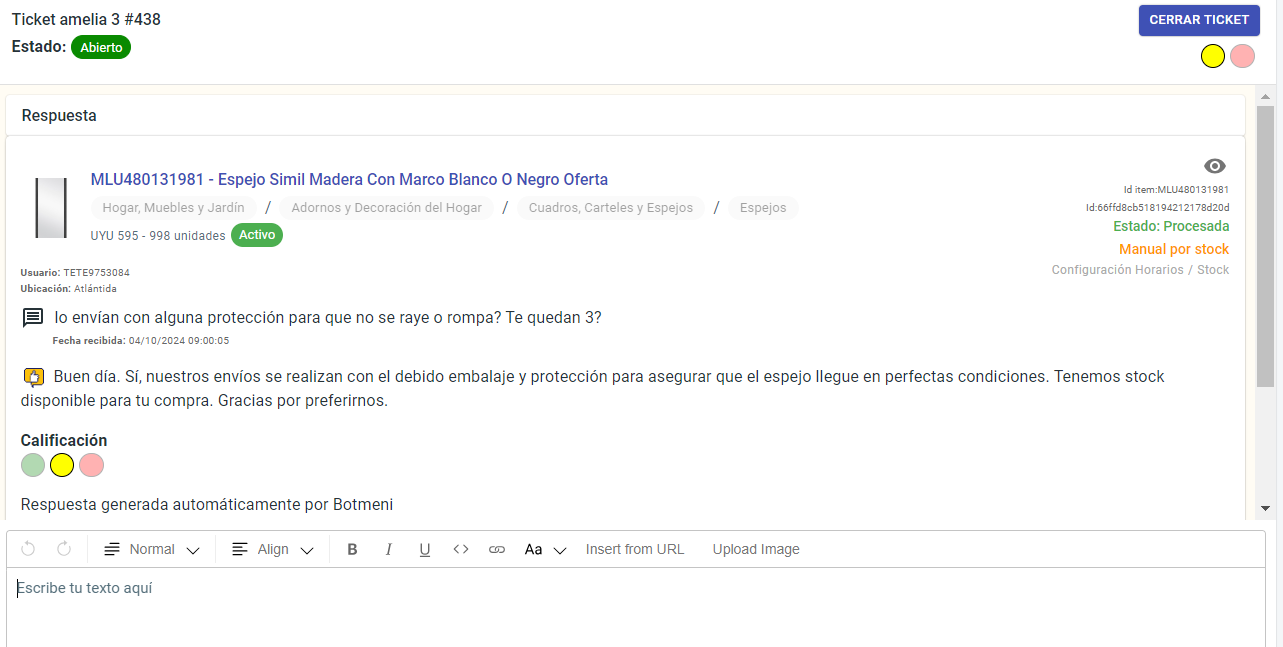 Ticket amelia 3 #438
CERRAR TICKET
Estado: Abierto
Respuesta
MLU480131981 - Espejo Simil Madera Con Marco Blanco O Negro Oferta
Id item:MLU480131981
Hogar, Muebles y Jardín / Adornos y Decoración del Hogar / Cuadros, Carteles y Espejos / Espejos
Id:66ffd8cb518194212178d20d
UYU 595 - 998 unidades Activo
Estado: Procesada
Manual por stock
Configuración Horarios / Stock
Usuario: TETE9753084
Ubicación: Atlántida
lo envían con alguna protección para que no se raye o rompa? Te quedan 3?
Fecha recibida: 04/10/2024 09:00:05
Buen día. Sí, nuestros envíos se realizan con el debido embalaje y protección para asegurar que el espejo llegue en perfectas condiciones. Tenemos stock
disponible para tu compra. Gracias por preferirnos.
Calificación
Respuesta generada automáticamente por Botmeni
Normal Align B I U <> Aa Insert from URL Upload Image
Escribe tu texto aquí